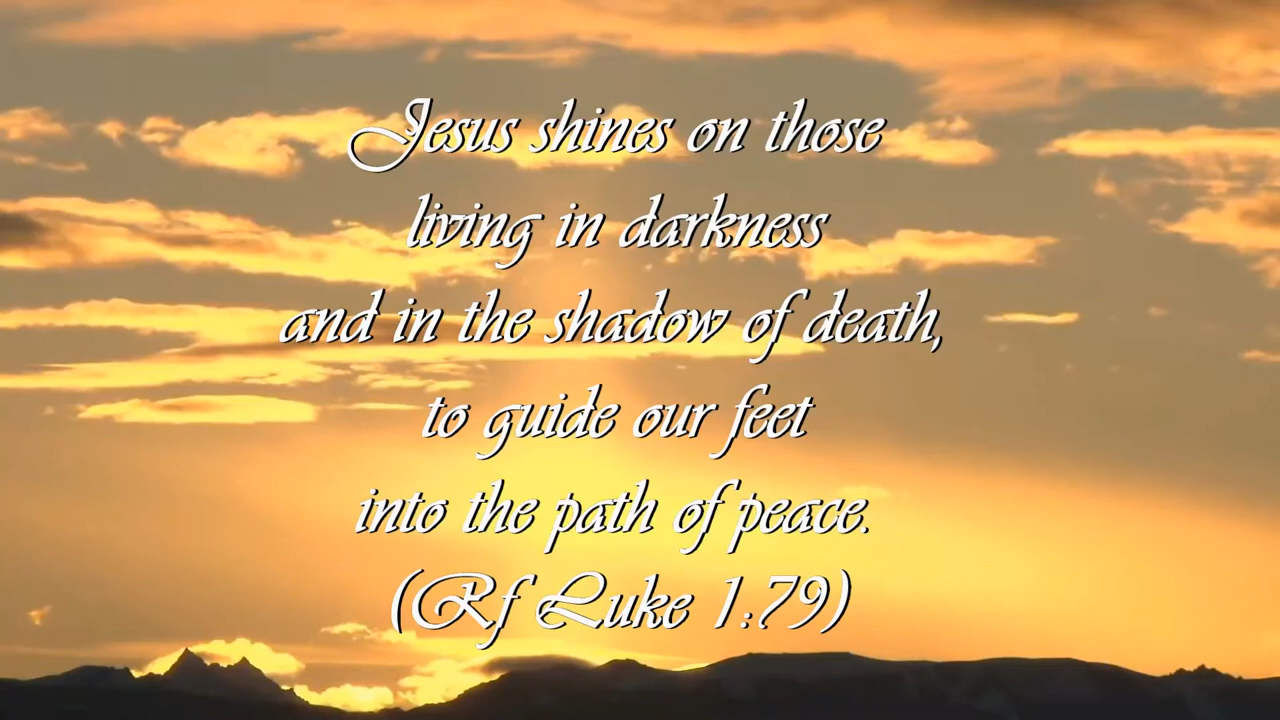 Jesus shines on those
living in darkness
and in the shadow of death,
to guide our feet
into the path of peace.
(Rf Luke 1:79)